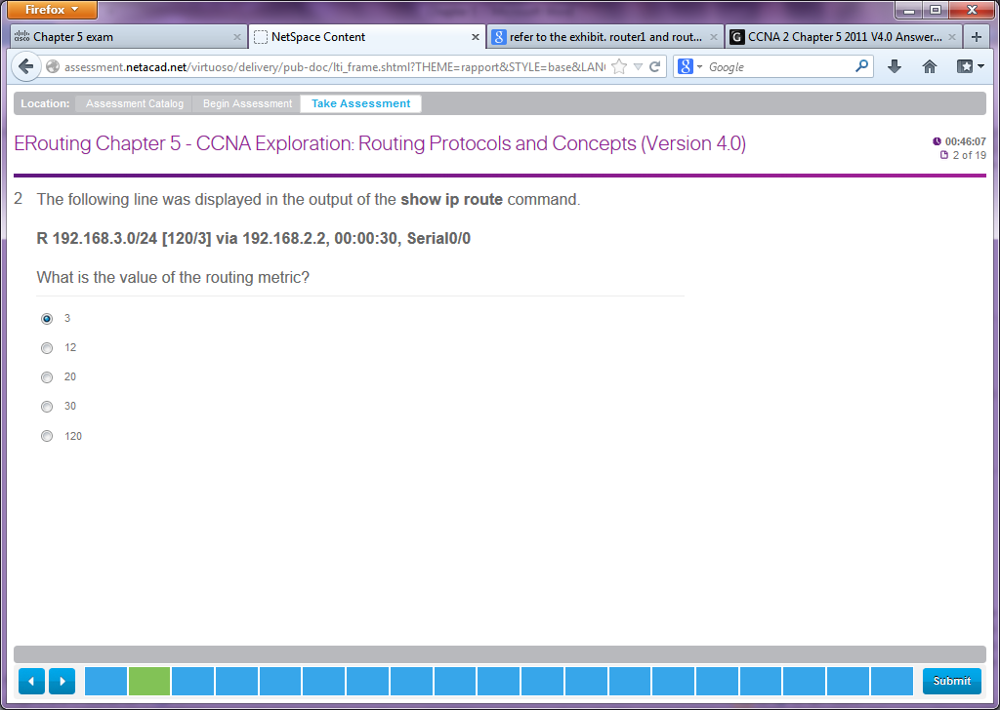 Firefox
Chapter 5 exam
NetSpace Content
refer to the exhibit. router1 and rout...
CCNA 2 Chapter 5 2011 V4.0 Answer...
assessment.netacad.net/virtuoso/delivery/pub-doc/lti_frame.shtml?THEME=rapport&STYLE=base&LAN
Google
Location: Assessment Catalog Begin Assessment Take Assessment
ERouting Chapter 5 - CCNA Exploration: Routing Protocols and Concepts (Version 4.0)
00:46:07
2 of 19
2 The following line was displayed in the output of the show ip route command.
R 192.168.3.0/24 [120/3] via 192.168.2.2, 00:00:30, Serial0/0
What is the value of the routing metric?
3
12
20
30
120
Submit